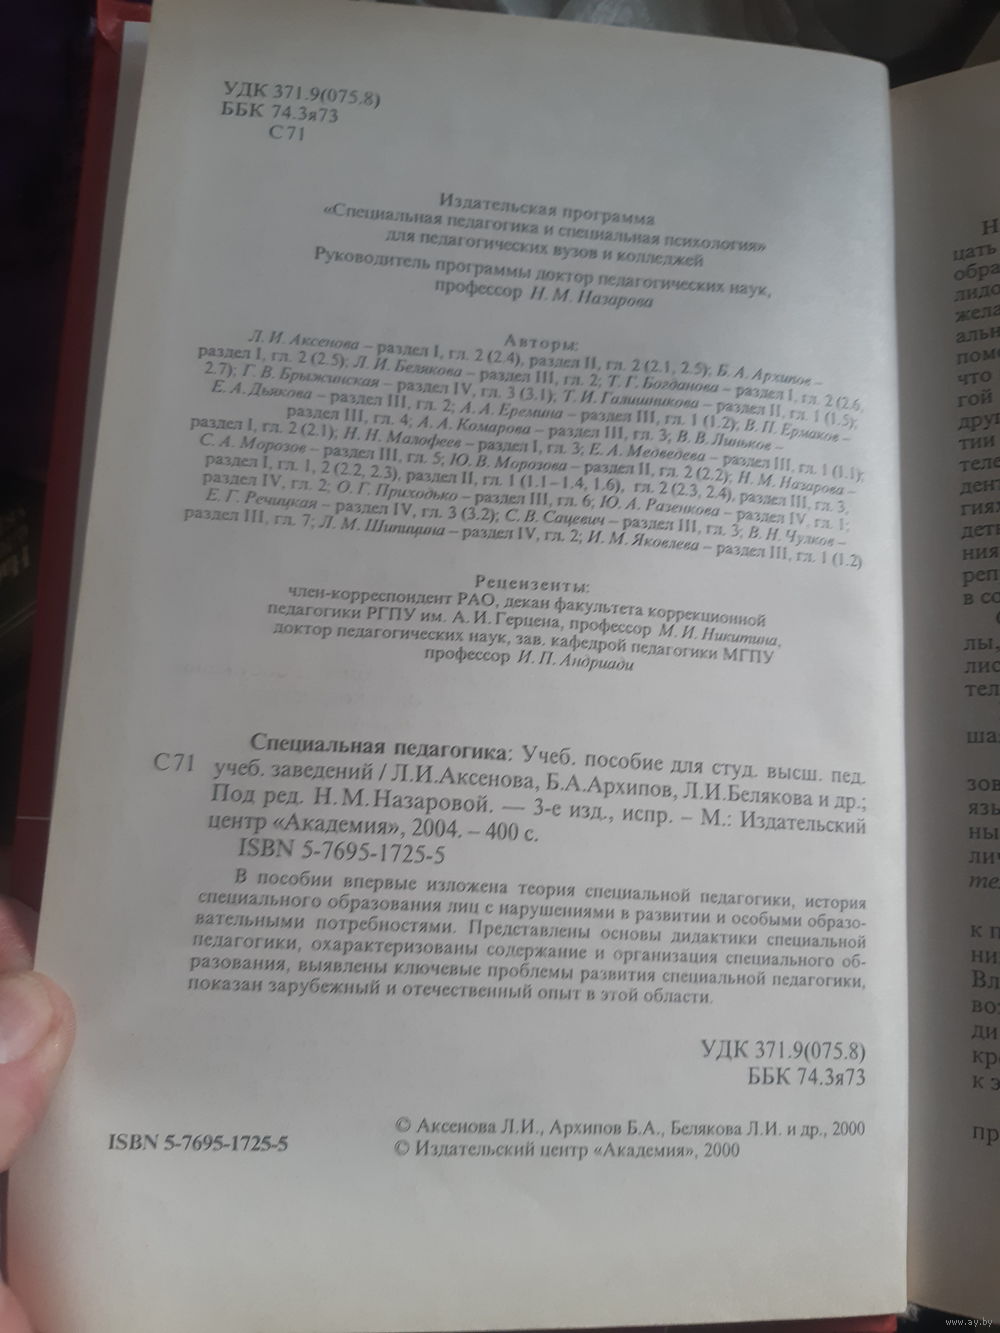 УДК 371.9(075.8)
ББК 74.3я73
С71
Издательская программа
«Специальная педагогика и специальная психология»
для педагогических вузов и колледжей
Руководитель программы доктор педагогических наук,
профессор Н. М. Назарова
Авторы:
Л. И. Аксенова – раздел I, гл. 2 (2.4), раздел II, гл. 2 (2.1, 2.5); Б. А. Архипов –
раздел I, гл. 2 (2.5); Л. И. Белякова – раздел III, гл. 2; Т. Г. Богданова – раздел I, гл. 2 (2.6,
2.7); Г. В. Брыжинская – раздел IV, гл. 3 (3.1); Т. И. Галишникова – раздел II, гл. 1 (1.5);
Е. А. Дьякова – раздел III, гл. 2; А. А. Еремина – раздел III, гл. 1 (1.2); В. П. Ермаков –
раздел III, гл. 4; А. А. Комарова – раздел III, гл. 3; В. В. Линьков –
раздел I, гл. 2 (2.1); Н. Н. Малофеев – раздел I, гл. 3; Е. А. Медведева – раздел III, гл. 1 (1.1);
С. А. Морозов – раздел III, гл. 5; Ю. В. Морозова – раздел II, гл. 2 (2.2); Н. М. Назарова –
раздел I, гл. 1, 2 (2.2, 2.3), раздел II, гл. 1 (1.1–1.4, 1.6), гл. 2 (2.3, 2.4), раздел III, гл. 3,
раздел IV, гл. 2; О. Г. Приходько – раздел III, гл. 6; Ю. А. Разенкова – раздел IV, гл. 1;
Е. Г. Речицкая – раздел IV, гл. 3 (3.2); С. В. Сацевич – раздел III, гл. 3; В. Н. Чулков –
раздел III, гл. 7; Л. М. Шипицина – раздел IV, гл. 2; И. М. Яковлева – раздел III, гл. 1 (1.2)
Рецензенты:
член-корреспондент РАО, декан факультета коррекционной
педагогики РГПУ им. А. И. Герцена, профессор М. И. Никитина,
доктор педагогических наук, зав. кафедрой педагогики МГПУ
профессор И. П. Андриади
Специальная педагогика: Учеб. пособие для студ. высш. пед.
С71 учеб. заведений / Л.И.Аксенова, Б.А.Архипов, Л.И.Белякова и др.;
Под ред. Н.М.Назаровой. — 3-е изд., испр. – М.: Издательский
центр «Академия», 2004. – 400 с.
ISBN 5-7695-1725-5
В пособии впервые изложена теория специальной педагогики, история
специального образования лиц с нарушениями в развитии и особыми образо-
вательными потребностями. Представлены основы дидактики специальной
педагогики, охарактеризованы содержание и организация специального об-
разования, выявлены ключевые проблемы развития специальной педагогики,
показан зарубежный и отечественный опыт в этой области.
УДК 371.9(075.8)
ББК 74.3я73
© Аксенова Л.И., Архипов Б.А., Белякова Л.И. и др., 2000
ISBN 5-7695-1725-5 © Издательский центр «Академия», 2000
www.ay.by